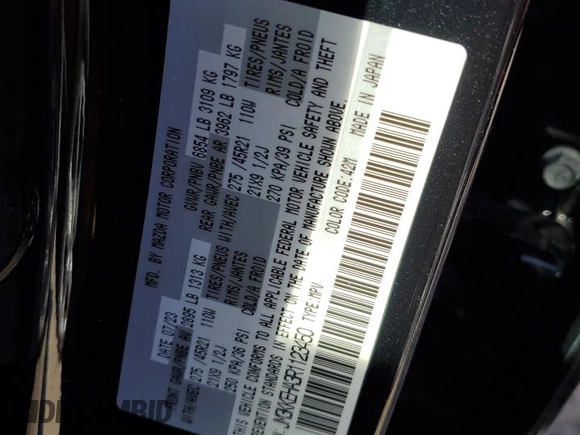 MFD. BY MAZDA MOTOR CORPORATION
DATE 07/23 GVWR/PNBV 6854 LB 3109 KG
FRONT GAWR/PNBE AV 2895 LB 1313 KG REAR GAWR/PNBE AR 3962 LB 1797 KG
WITH/AVEC TIRES/PNEUS WITH/AVEC TIRES/PNEUS
275 /45R21 110W 275 /45R21 110W
21X9 1/2J RIMS/JANTES 21X9 1/2J RIMS/JANTES
250 KPA/36 PSI COLD/A FROID 270 KPA/39 PSI COLD/A FROID
THIS VEHICLE CONFORMS TO ALL APPLICABLE FEDERAL MOTOR VEHICLE SAFETY AND THEFT
PREVENTION STANDARDS IN EFFECT ON THE DATE OF MANUFACTURE SHOWN ABOVE.
TYPE:MPV COLOR CODE:42M MADE IN JAPAN